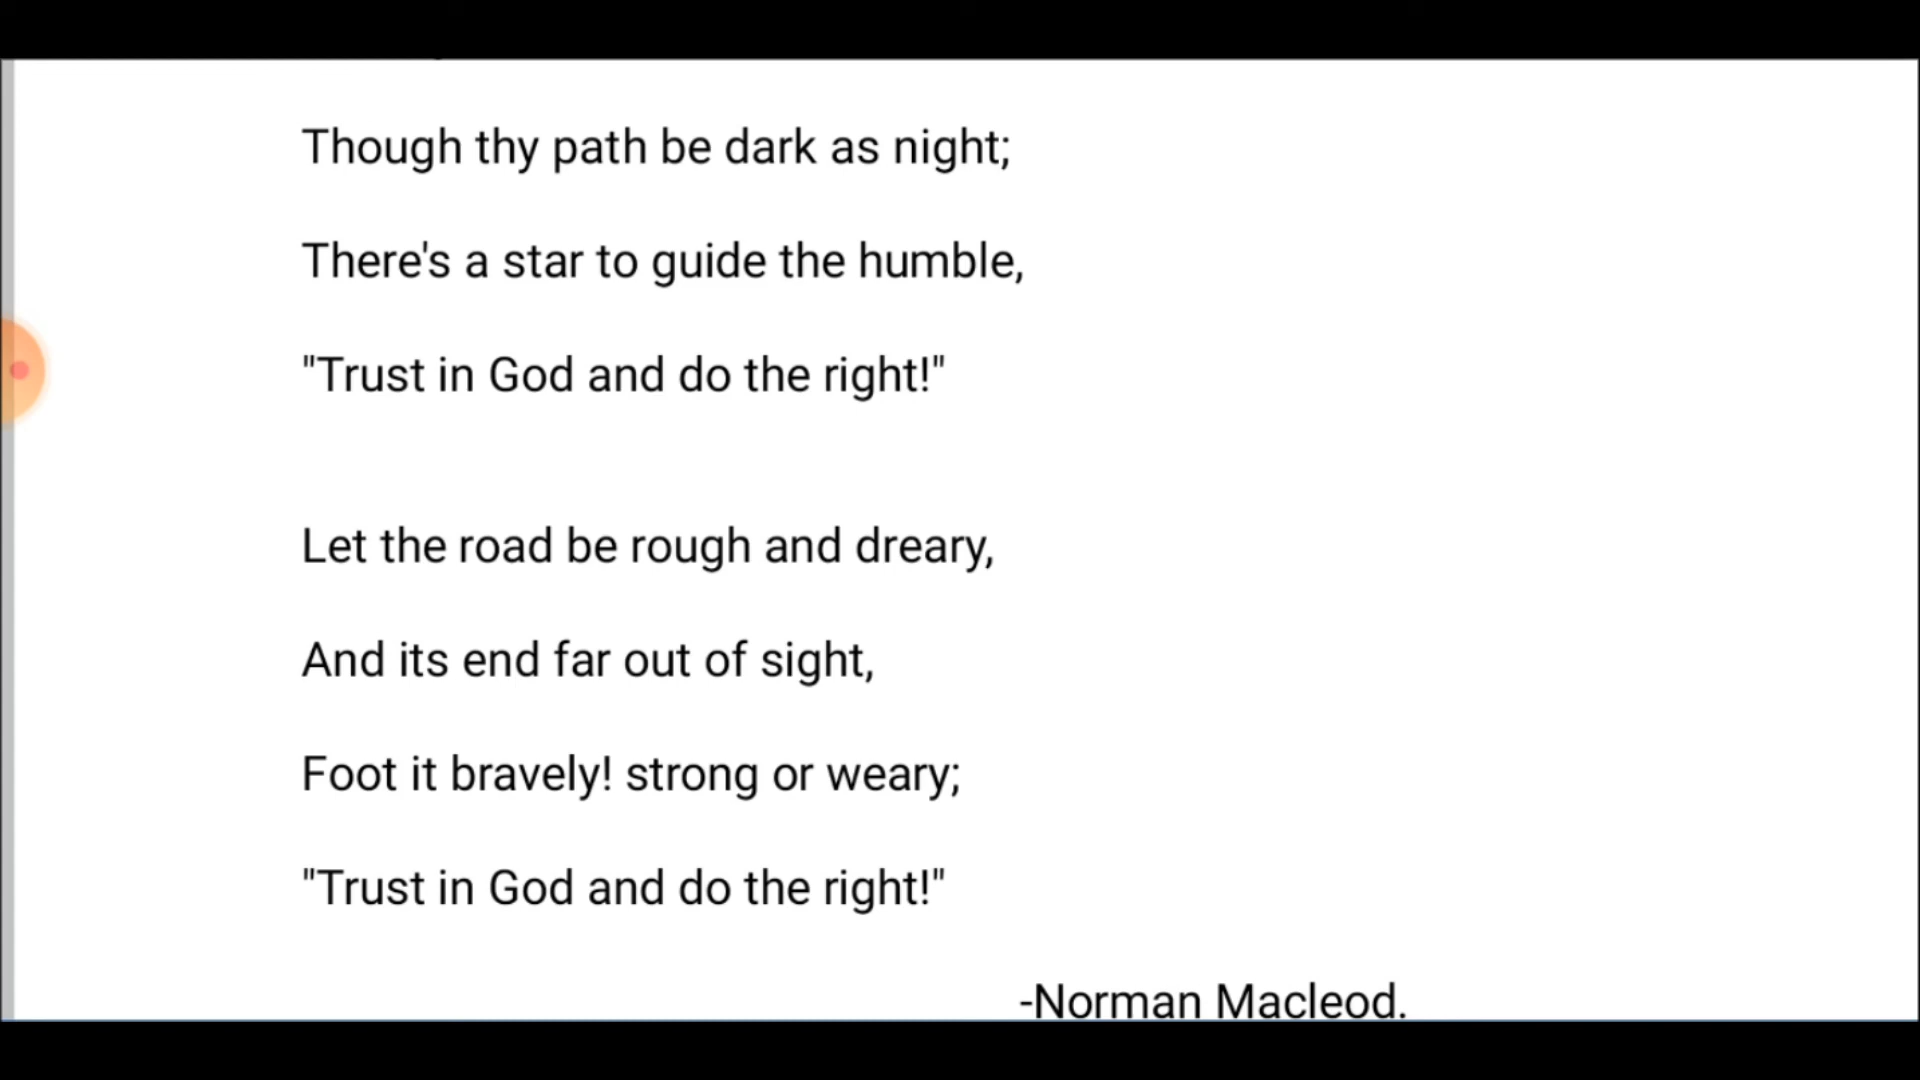 Though thy path be dark as night;
There's a star to guide the humble,
"Trust in God and do the right!"
Let the road be rough and dreary,
And its end far out of sight,
Foot it bravely! strong or weary;
"Trust in God and do the right!"
-Norman Macleod.